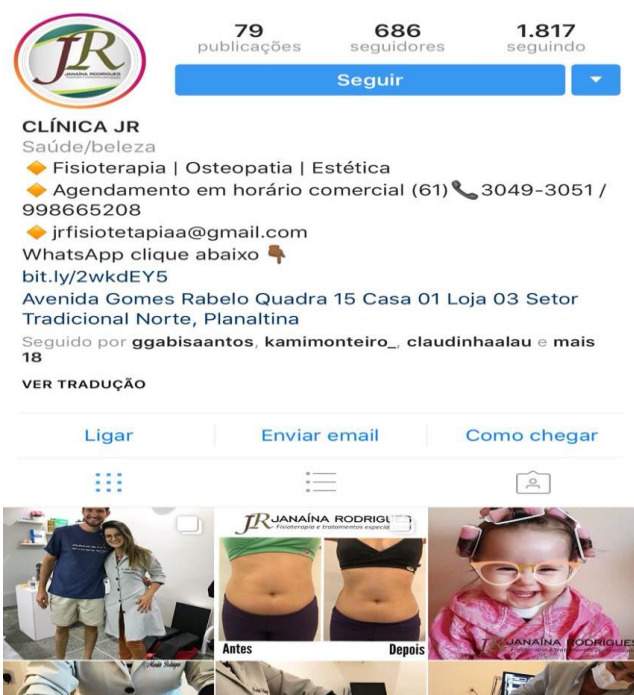 79 686 1.817
publicações seguidores seguindo
JR
JANAÍNA RODRIGUES
Seguir
CLÍNICA JR
Saúde/beleza
Fisioterapia | Osteopatia | Estética
Agendamento em horário comercial (61) 3049-3051 /
998665208
jrfisiotetapiaa@gmail.com
WhatsApp clique abaixo
bit.ly/2wkdEY5
Avenida Gomes Rabelo Quadra 15 Casa 01 Loja 03 Setor
Tradicional Norte, Planaltina
Seguido por ggabisaantos, kamimonteiro_, claudinhaalau e mais
18
VER TRADUÇÃO
Ligar Enviar email Como chegar
JR JANAÍNA RODRIGU
Fisioterapia e tratamentos especia
Antes Depois
JR JANAÍNA RODRIGUES